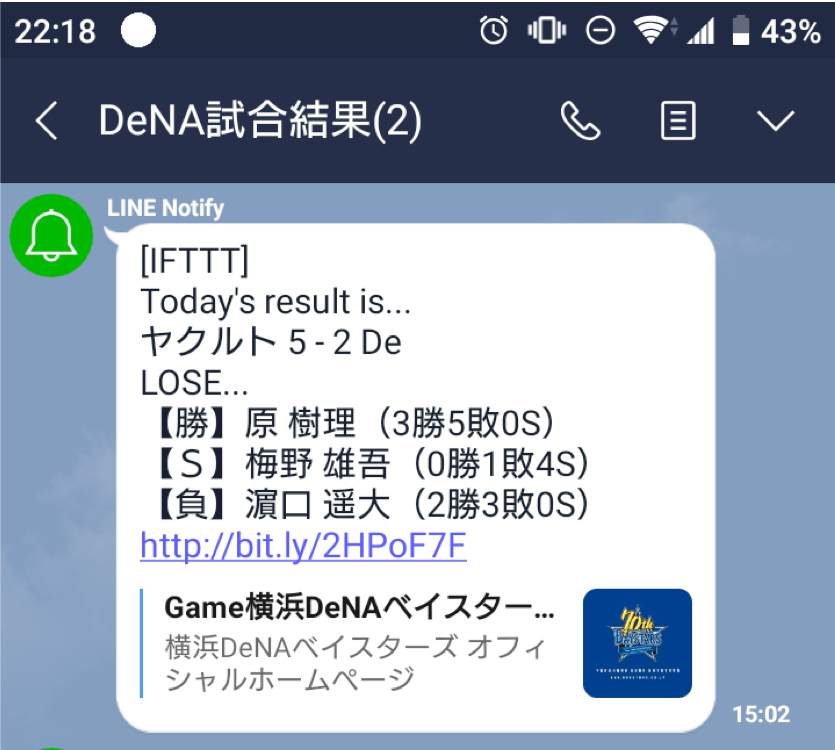 22:18
43%
DeNA試合結果(2)
LINE Notify
[IFTTT]
Today's result is...
ヤクルト 5 - 2 De
LOSE...
【勝】原 樹理（3勝5敗0S）
【Ｓ】梅野 雄吾（0勝1敗4S）
【負】濵口 遥大（2勝3敗0S）
http://bit.ly/2HPoF7F
Game横浜DeNAベイスター...
横浜DeNAベイスターズ オフィ
シャルホームページ
70th
BAYSTARS
15:02